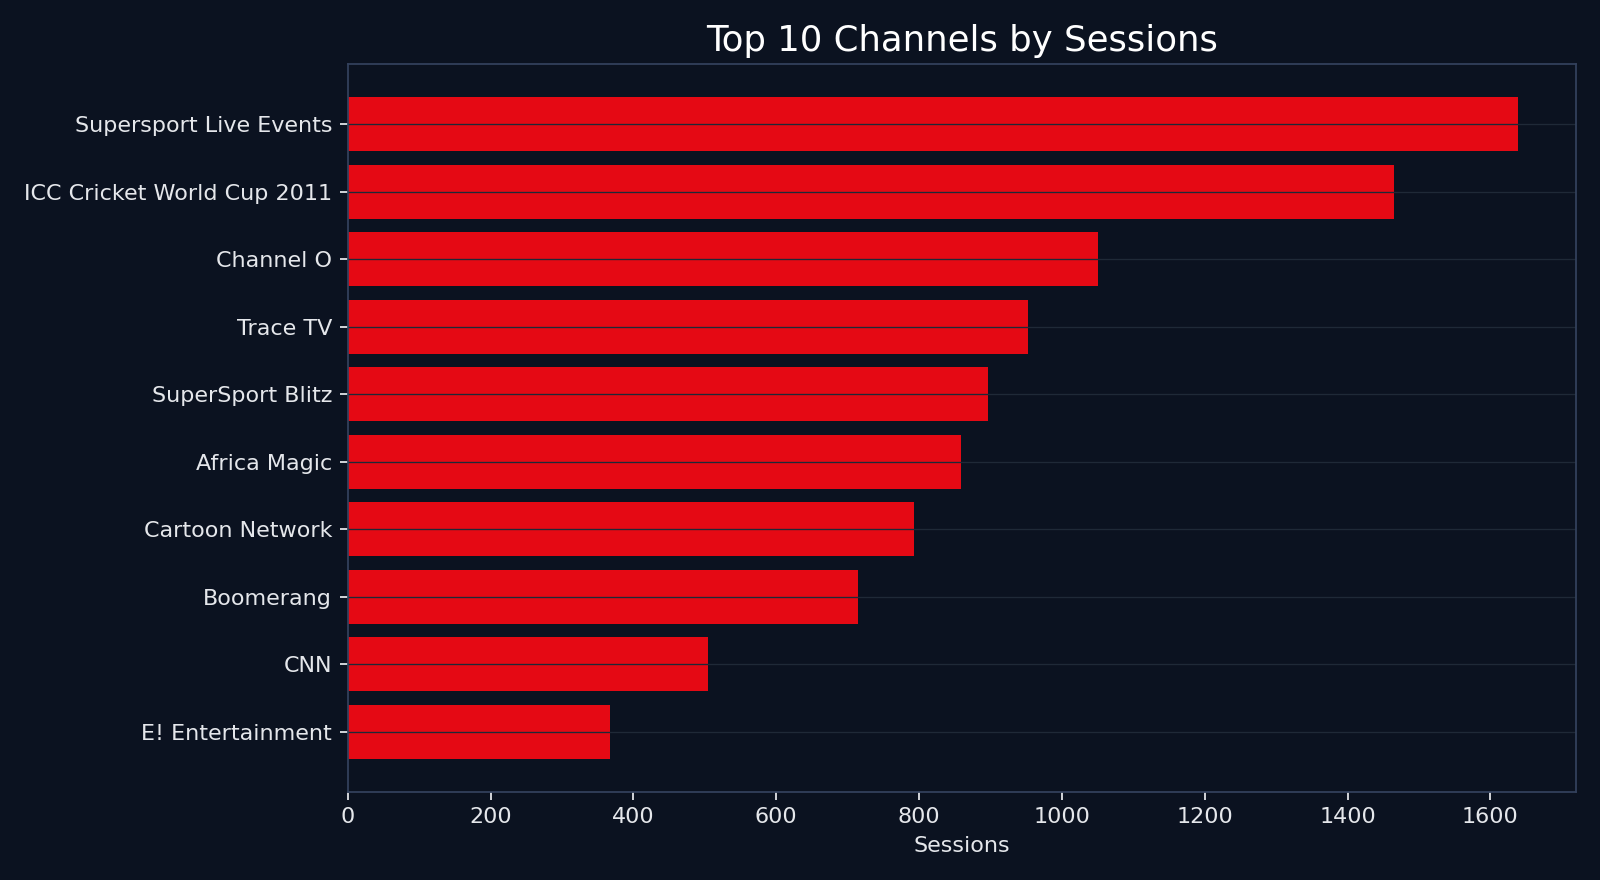 Top 10 Channels by Sessions
Supersport Live Events
ICC Cricket World Cup 2011
Channel O
Trace TV
SuperSport Blitz
Africa Magic
Cartoon Network
Boomerang
CNN
E! Entertainment
0 200 400 600 800 1000 1200 1400 1600
Sessions